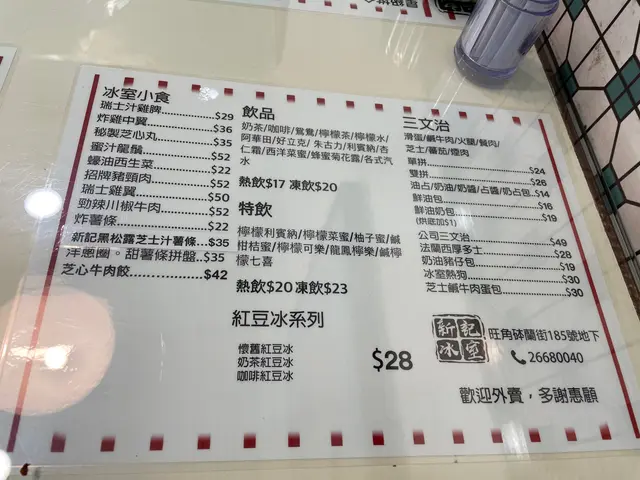 冰室小食
瑞士汁雞脾 $29
炸雞中翼 $36
秘製芝心丸 $35
蜜汁龍鬚 $52
蠔油西生菜 $22
招牌豬頸肉 $52
瑞士雞翼 $50
勁辣川椒牛肉 $52
炸薯條 $22
新記黑松露芝士汁薯條 $35
洋蔥圈。甜薯條拼盤 $35
芝心牛肉餃 $42
飲品
奶茶/咖啡/鴛鴦/檸檬茶/檸檬水/
阿華田/好立克/朱古力/利賓納/杏
仁霜/西洋菜蜜/蜂蜜菊花露/各式汽
水
熱飲$17 凍飲$20
特飲
檸檬利賓納/檸檬菜蜜/柚子蜜/鹹
柑桔蜜/檸檬可樂/龍鳳檸樂/鹹檸
檬七喜
熱飲$20 凍飲$23
紅豆冰系列
懷舊紅豆冰
奶茶紅豆冰
咖啡紅豆冰
$28
三文治
滑蛋/鹹牛肉/火腿/餐肉/
芝士/蕃茄/煙肉
單拼 $24
雙拼 $26
油占/奶油/奶醬/占醬/奶占包 $14
鮮油包 $16
鮮油奶包 $19
(烘底加$1)
公司三文治 $49
法蘭西厚多士 $28
奶油豬仔包 $19
冰室熱狗 $30
芝士鹹牛肉蛋包 $30
新記
冰室
旺角砵蘭街185號地下
26680040
歡迎外賣，多謝惠顧